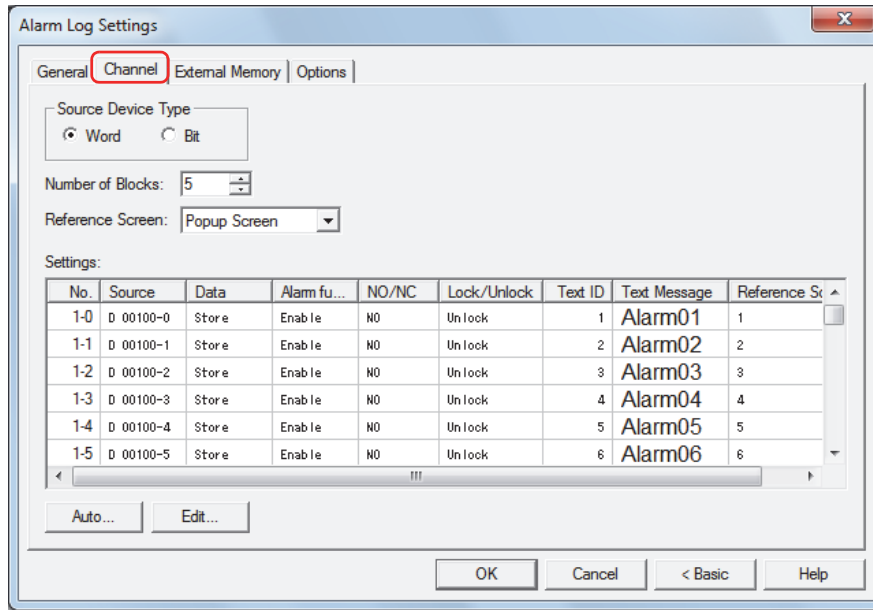 Alarm Log Settings
General Channel External Memory Options
Source Device Type
Word Bit
Number of Blocks: 5
Reference Screen: Popup Screen
Settings:
No. Source Data Alarm fu... NO/NC Lock/Unlock Text ID Text Message Reference Sc
1-0 D 00100-0 Store Enable NO Unlock 1 Alarm01 1
1-1 D 00100-1 Store Enable NO Unlock 2 Alarm02 2
1-2 D 00100-2 Store Enable NO Unlock 3 Alarm03 3
1-3 D 00100-3 Store Enable NO Unlock 4 Alarm04 4
1-4 D 00100-4 Store Enable NO Unlock 5 Alarm05 5
1-5 D 00100-5 Store Enable NO Unlock 6 Alarm06 6
Auto... Edit...
OK Cancel < Basic Help